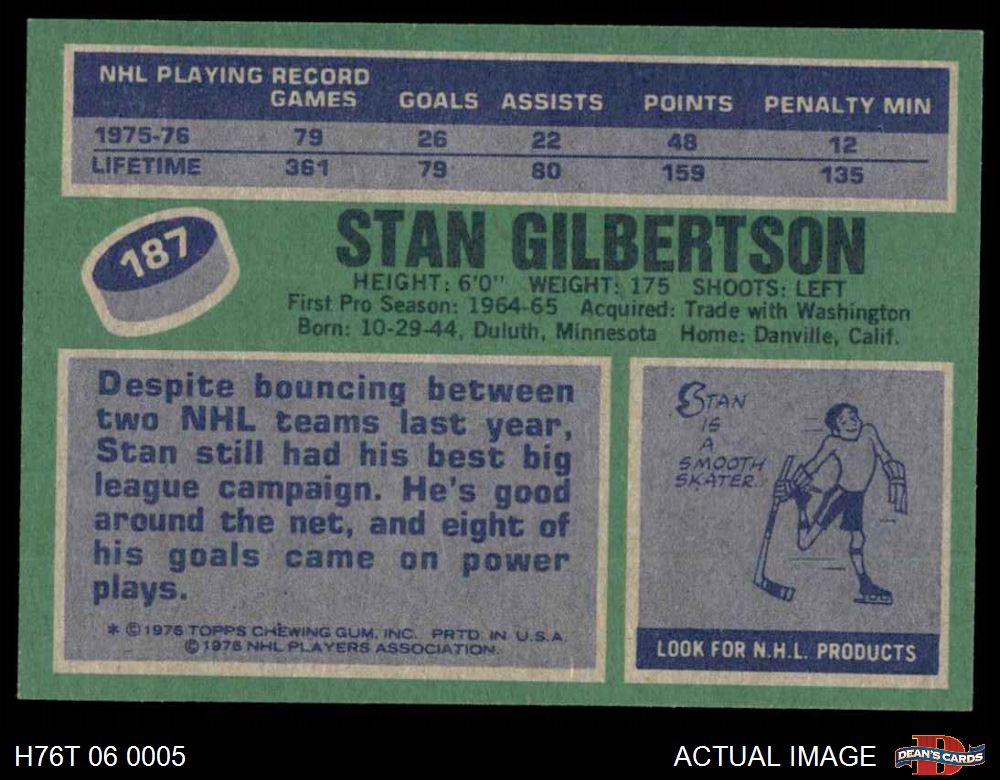 NHL PLAYING RECORD
GAMES GOALS ASSISTS POINTS PENALTY MIN
1975-76 79 26 22 48 12
LIFETIME 361 79 80 159 135
187
STAN GILBERTSON
HEIGHT: 6'0" WEIGHT: 175 SHOOTS: LEFT
First Pro Season: 1964-65 Acquired: Trade with Washington
Born: 10-29-44, Duluth, Minnesota Home: Danville, Calif.
Despite bouncing between
two NHL teams last year,
Stan still had his best big
league campaign. He's good
around the net, and eight of
his goals came on power
plays.
* ©1976 TOPPS CHEWING GUM, INC. PRTD. IN U.S.A.
©1976 NHL PLAYERS ASSOCIATION.
STAN
IS
A
SMOOTH
SKATER.
LOOK FOR N.H.L. PRODUCTS
H76T 06 0005
ACTUAL IMAGE
D
DEAN'S CARDS